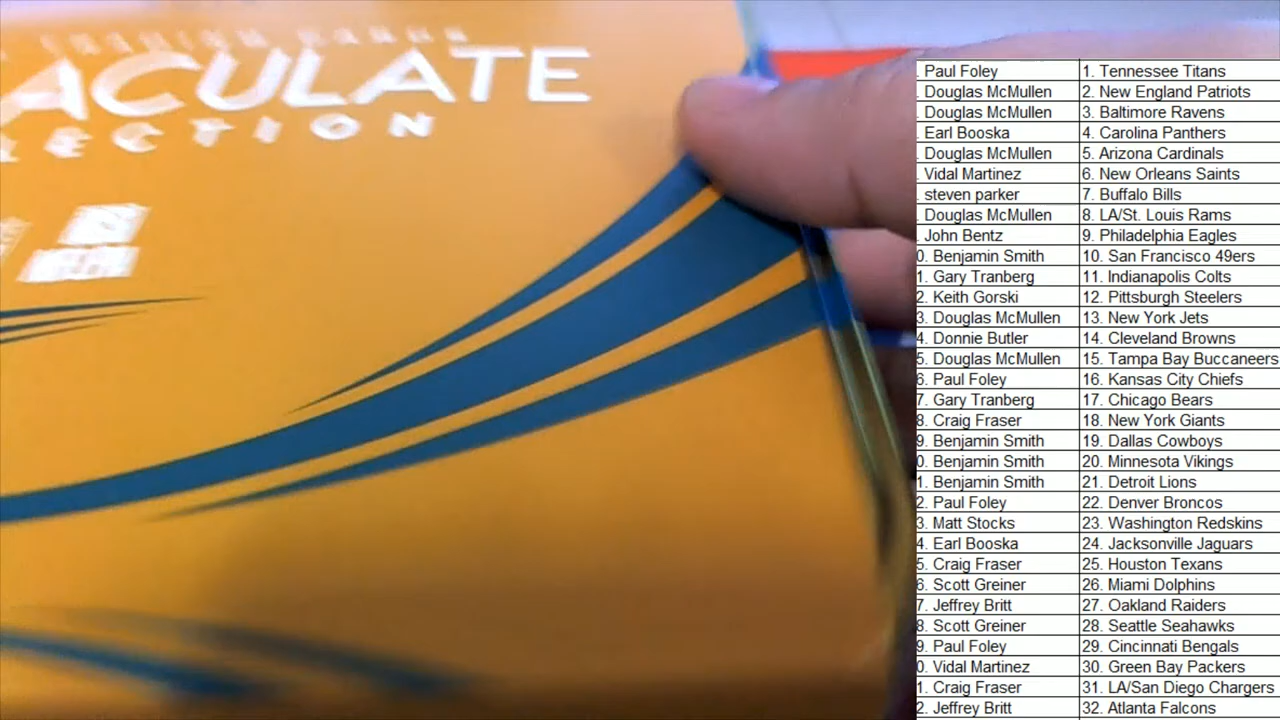 TRADING CARDS
ACULATE
LECTION
. Paul Foley 1. Tennessee Titans
. Douglas McMullen 2. New England Patriots
. Douglas McMullen 3. Baltimore Ravens
. Earl Booska 4. Carolina Panthers
. Douglas McMullen 5. Arizona Cardinals
. Vidal Martinez 6. New Orleans Saints
. steven parker 7. Buffalo Bills
. Douglas McMullen 8. LA/St. Louis Rams
. John Bentz 9. Philadelphia Eagles
0. Benjamin Smith 10. San Francisco 49ers
1. Gary Tranberg 11. Indianapolis Colts
2. Keith Gorski 12. Pittsburgh Steelers
3. Douglas McMullen 13. New York Jets
4. Donnie Butler 14. Cleveland Browns
5. Douglas McMullen 15. Tampa Bay Buccaneers
6. Paul Foley 16. Kansas City Chiefs
7. Gary Tranberg 17. Chicago Bears
8. Craig Fraser 18. New York Giants
9. Benjamin Smith 19. Dallas Cowboys
0. Benjamin Smith 20. Minnesota Vikings
1. Benjamin Smith 21. Detroit Lions
2. Paul Foley 22. Denver Broncos
3. Matt Stocks 23. Washington Redskins
4. Earl Booska 24. Jacksonville Jaguars
5. Craig Fraser 25. Houston Texans
6. Scott Greiner 26. Miami Dolphins
7. Jeffrey Britt 27. Oakland Raiders
8. Scott Greiner 28. Seattle Seahawks
9. Paul Foley 29. Cincinnati Bengals
0. Vidal Martinez 30. Green Bay Packers
1. Craig Fraser 31. LA/San Diego Chargers
2. Jeffrey Britt 32. Atlanta Falcons